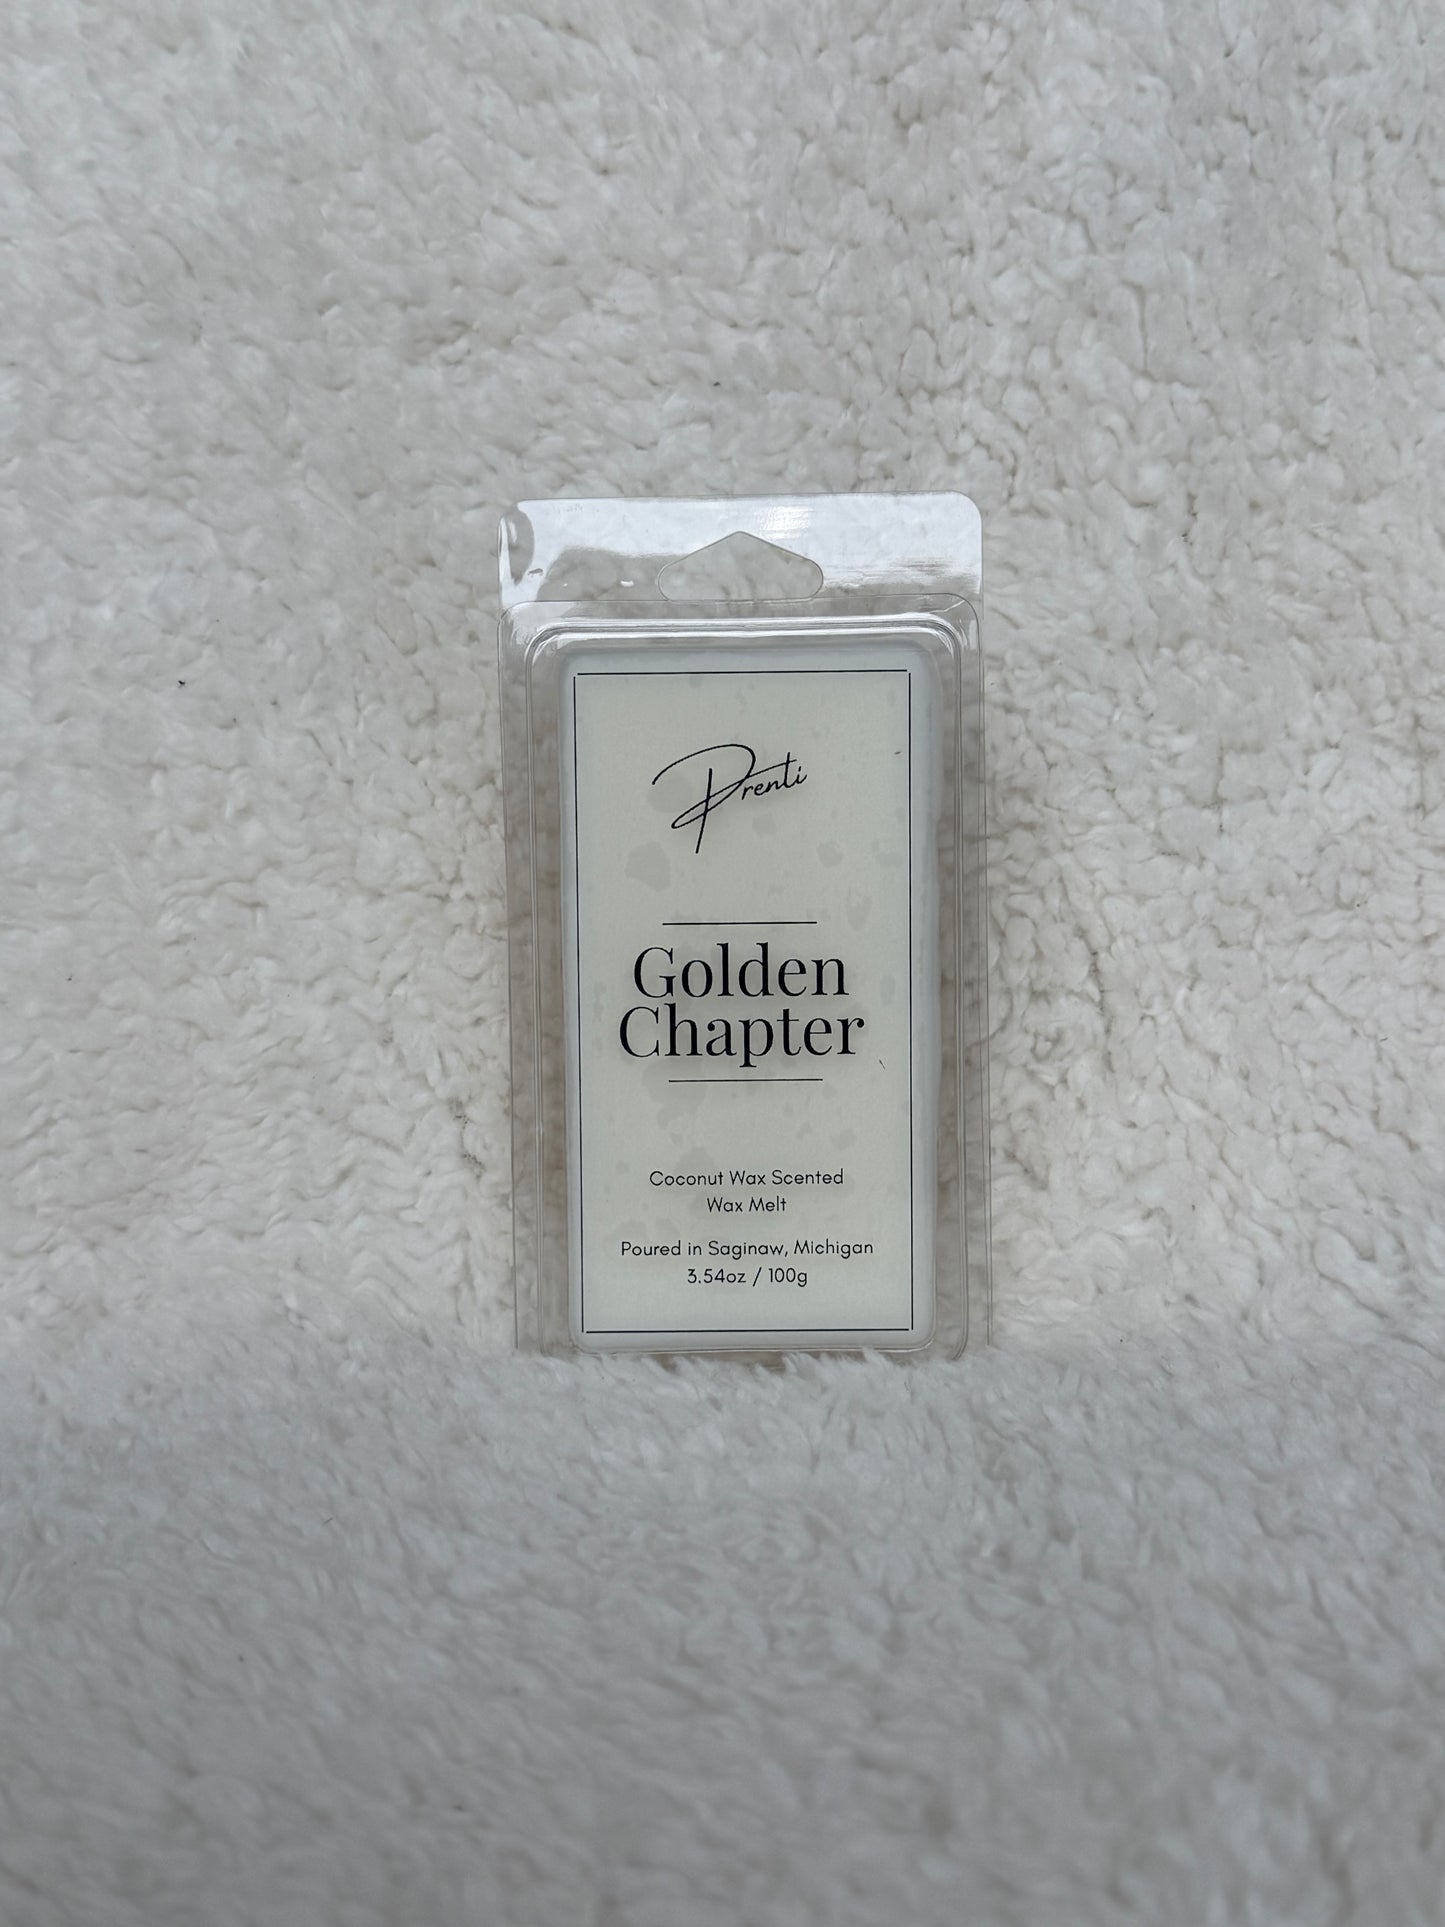 Prenti
Golden
Chapter
Coconut Wax Scented
Wax Melt
Poured in Saginaw, Michigan
3.54oz / 100g